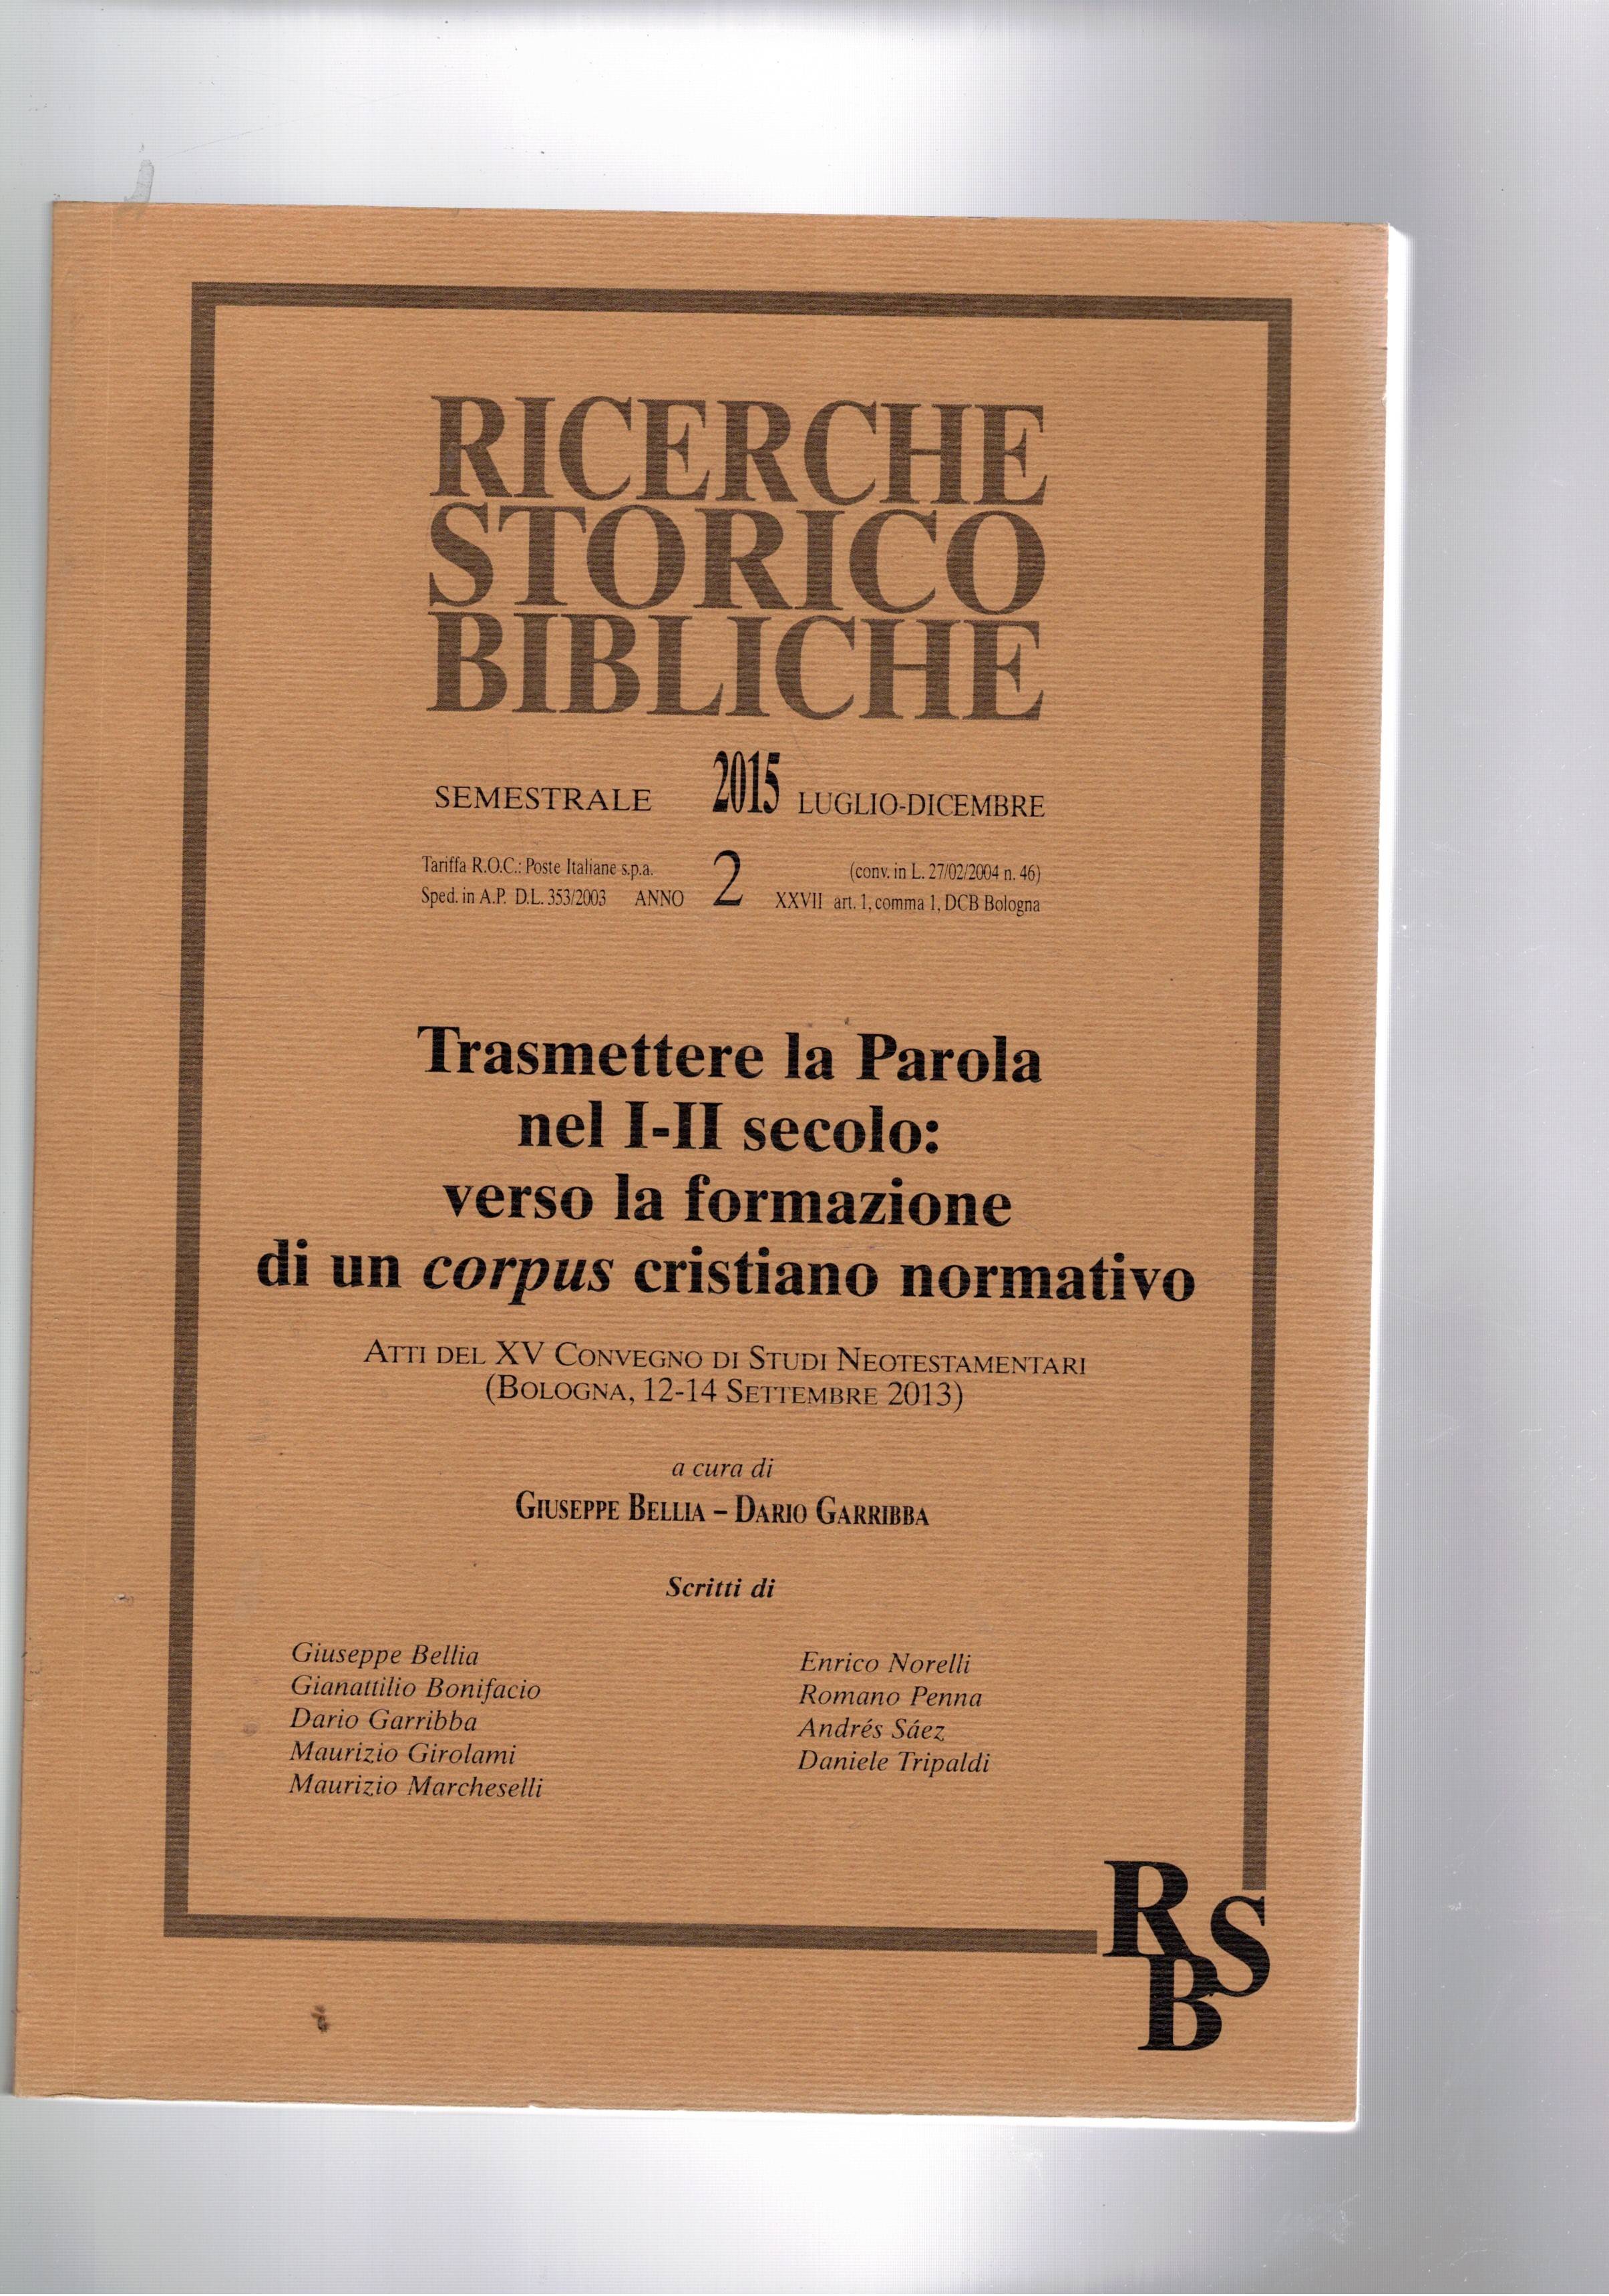 RICERCHE
STORICO
BIBLICHE
SEMESTRALE 2015 LUGLIO-DICEMBRE
Tariffa R.O.C.: Poste Italiane s.p.a. 2 (conv. in L. 27/02/2004 n. 46)
Sped. in A.P. D.L. 353/2003 ANNO XXVII art. 1, comma 1, DCB Bologna
Trasmettere la Parola
nel I-II secolo:
verso la formazione
di un corpus cristiano normativo
ATTI DEL XV CONVEGNO DI STUDI NEOTESTAMENTARI
(BOLOGNA, 12-14 SETTEMBRE 2013)
a cura di
GIUSEPPE BELLIA – DARIO GARRIBBA
Scritti di
Giuseppe Bellia
Gianattilio Bonifacio
Dario Garribba
Maurizio Girolami
Maurizio Marcheselli
Enrico Norelli
Romano Penna
Andrés Sáez
Daniele Tripaldi
RSB